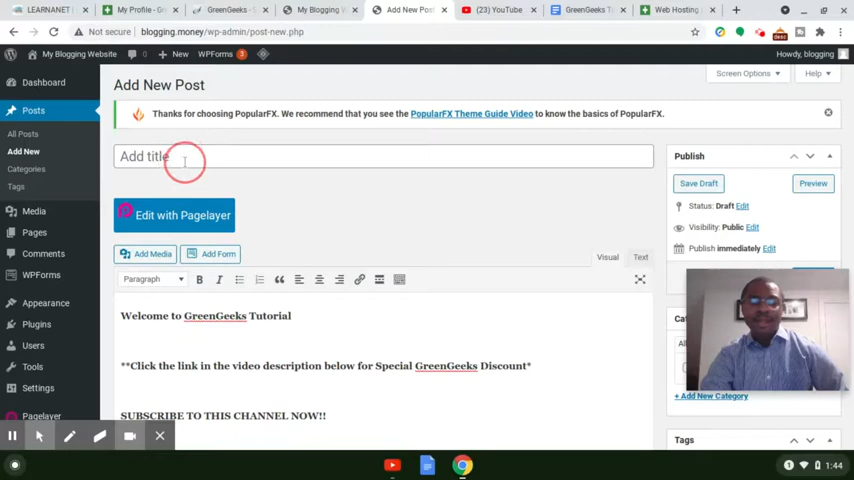 LEARNANET |
My Profile - Gr
GreenGeeks - S
My Blogging W
Add New Post
(23) YouTube
GreenGeeks T
Web Hosting
Not secure | blogging.money/wp-admin/post-new.php
My Blogging Website
0
New
WPForms 3
Howdy, blogging
Dashboard
Posts
All Posts
Add New
Categories
Tags
Media
Pages
Comments
WPForms
Appearance
Plugins
Users
Tools
Settings
Pagelayer
Screen Options
Help
Add New Post
Thanks for choosing PopularFX. We recommend that you see the PopularFX Theme Guide Video to know the basics of PopularFX.
Add title
Edit with Pagelayer
Add Media
Add Form
Visual
Text
Paragraph
B
I
Welcome to GreenGeeks Tutorial
**Click the link in the video description below for Special GreenGeeks Discount*
SUBSCRIBE TO THIS CHANNEL NOW!!
Publish
Save Draft
Preview
Status: Draft Edit
Visibility: Public Edit
Publish immediately Edit
Cat
All
+ Add New Category
Tags
1
1:44